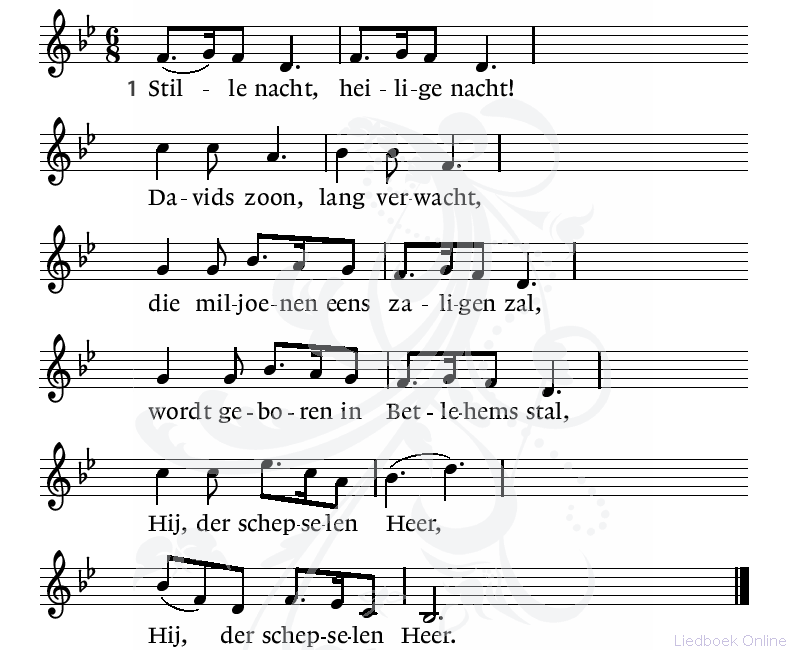 6
8
1 Stil - le nacht, hei - li - ge nacht!
Da - vids zoon, lang ver - wacht,
die mil - joe - nen eens za - li - gen zal,
wordt ge - bo - ren in Bet - le - hems stal,
Hij, der schep - se - len Heer,
Hij, der schep - se - len Heer.
Liedboek Online